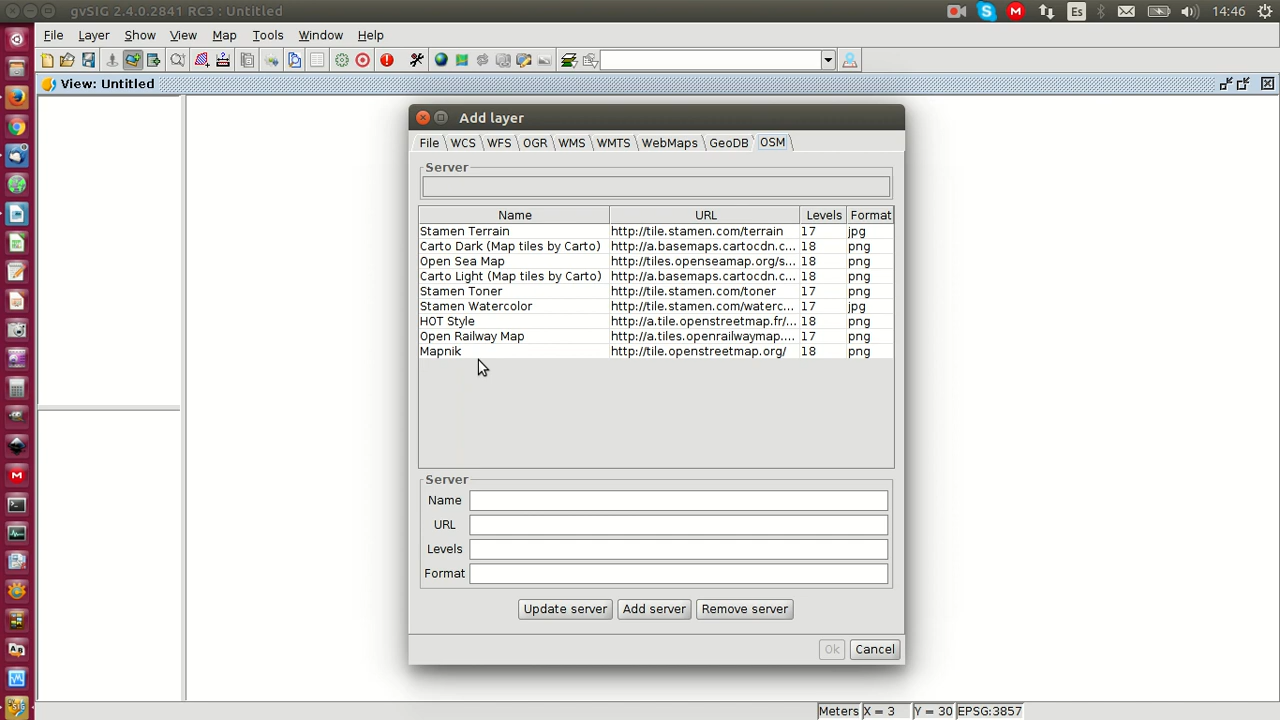 gvSIG 2.4.0.2841 RC3 : Untitled
Es
14:46
File Layer Show View Map Tools Window Help
View: Untitled
Add layer
File WCS WFS OGR WMS WMTS WebMaps GeoDB OSM
Server
Name URL Levels Format
Stamen Terrain http://tile.stamen.com/terrain 17 jpg
Carto Dark (Map tiles by Carto) http://a.basemaps.cartocdn.c... 18 png
Open Sea Map http://tiles.openseamap.org/s... 18 png
Carto Light (Map tiles by Carto) http://a.basemaps.cartocdn.c... 18 png
Stamen Toner http://tile.stamen.com/toner 17 png
Stamen Watercolor http://tile.stamen.com/waterc... 17 jpg
HOT Style http://a.tile.openstreetmap.fr/... 18 png
Open Railway Map http://a.tiles.openrailwaymap.... 17 png
Mapnik http://tile.openstreetmap.org/ 18 png
Server
Name
URL
Levels
Format
Update server Add server Remove server
Ok Cancel
Meters X = 3 Y = 30 EPSG:3857